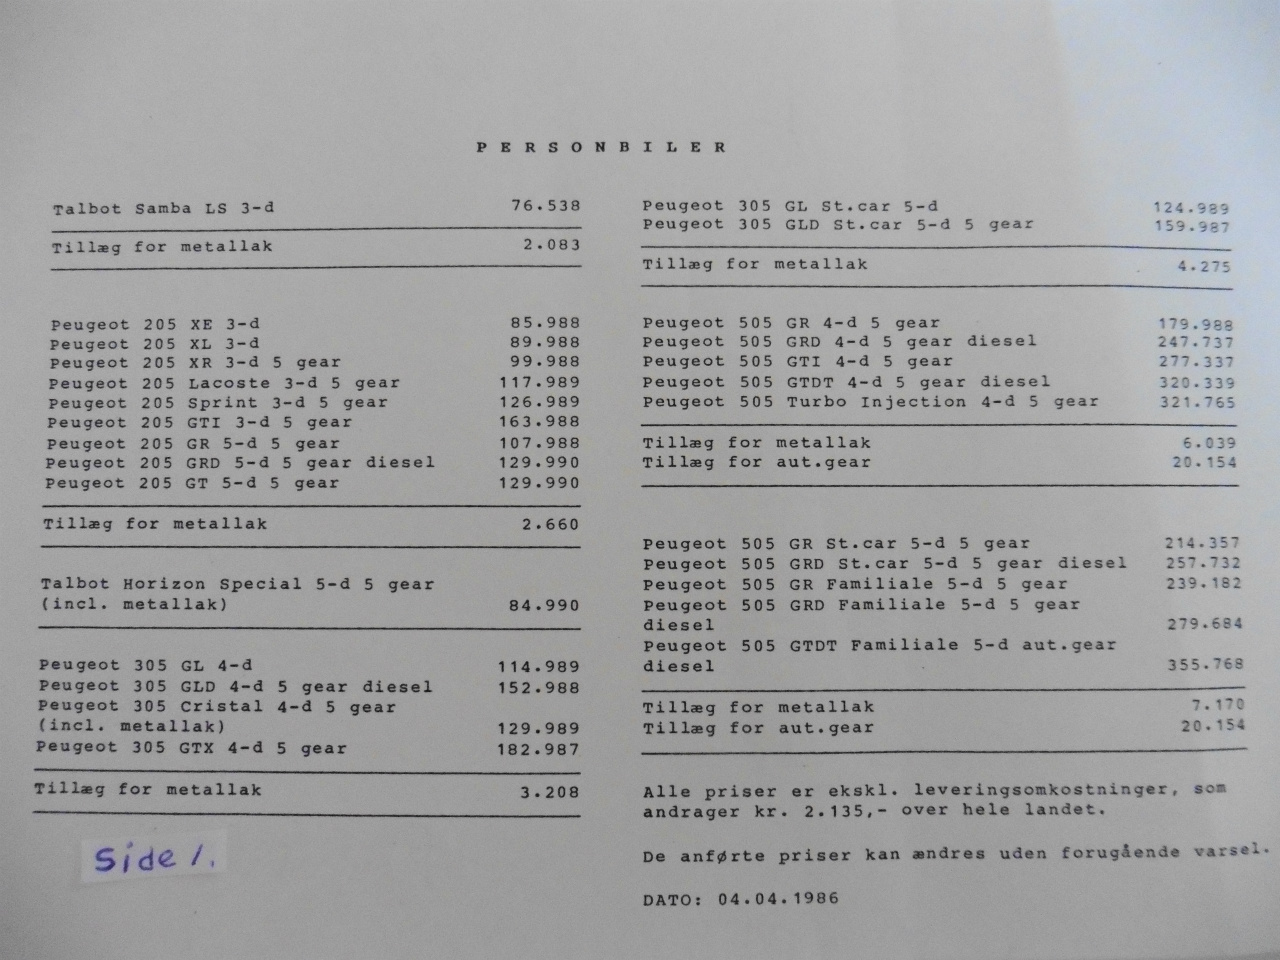 PERSONBILER
Talbot Samba LS 3-d 76.538
Tillæg for metallak 2.083
Peugeot 205 XE 3-d 85.988
Peugeot 205 XL 3-d 89.988
Peugeot 205 XR 3-d 5 gear 99.988
Peugeot 205 Lacoste 3-d 5 gear 117.989
Peugeot 205 Sprint 3-d 5 gear 126.989
Peugeot 205 GTI 3-d 5 gear 163.988
Peugeot 205 GR 5-d 5 gear 107.988
Peugeot 205 GRD 5-d 5 gear diesel 129.990
Peugeot 205 GT 5-d 5 gear 129.990
Tillæg for metallak 2.660
Talbot Horizon Special 5-d 5 gear
(incl. metallak) 84.990
Peugeot 305 GL 4-d 114.989
Peugeot 305 GLD 4-d 5 gear diesel 152.988
Peugeot 305 Cristal 4-d 5 gear
(incl. metallak) 129.989
Peugeot 305 GTX 4-d 5 gear 182.987
Tillæg for metallak 3.208
Side 1.
Peugeot 305 GL St.car 5-d 124.989
Peugeot 305 GLD St.car 5-d 5 gear 159.987
Tillæg for metallak 4.275
Peugeot 505 GR 4-d 5 gear 179.988
Peugeot 505 GRD 4-d 5 gear diesel 247.737
Peugeot 505 GTI 4-d 5 gear 277.337
Peugeot 505 GTDT 4-d 5 gear diesel 320.339
Peugeot 505 Turbo Injection 4-d 5 gear 321.765
Tillæg for metallak 6.039
Tillæg for aut.gear 20.154
Peugeot 505 GR St.car 5-d 5 gear 214.357
Peugeot 505 GRD St.car 5-d 5 gear diesel 257.732
Peugeot 505 GR Familiale 5-d 5 gear 239.182
Peugeot 505 GRD Familiale 5-d 5 gear
diesel 279.684
Peugeot 505 GTDT Familiale 5-d aut.gear
diesel 355.768
Tillæg for metallak 7.170
Tillæg for aut.gear 20.154
Alle priser er ekskl. leveringsomkostninger, som
andrager kr. 2.135,- over hele landet.
De anførte priser kan ændres uden forugående varsel.
DATO: 04.04.1986